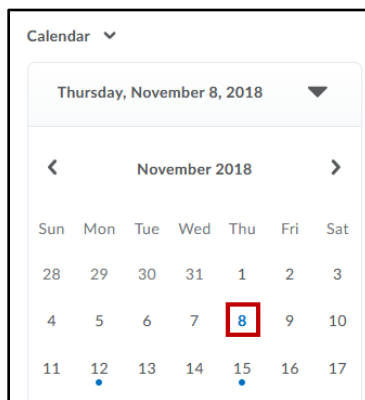 Calendar
Thursday, November 8, 2018
November 2018
Sun Mon Tue Wed Thu Fri Sat
28 29 30 31 1 2 3
4 5 6 7 8 9 10
11 12 13 14 15 16 17